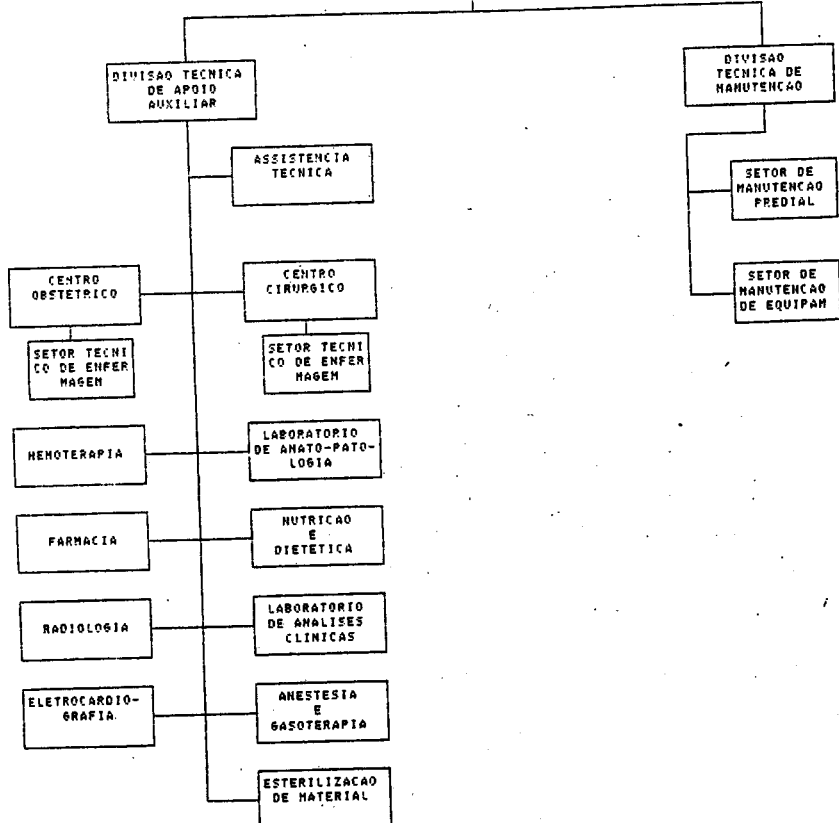 DIVISAO TECNICA
DE APOIO
AUXILIAR
DIVISAO
TECNICA DE
MANUTENCAO
ASSISTENCIA
TECNICA
SETOR DE
MANUTENCAO
PREDIAL
CENTRO
OBSTETRICO
CENTRO
CIRURGICO
SETOR DE
MANUTENCAO
DE EQUIPAM
SETOR TECNI
CO DE ENFER
MAGEM
SETOR TECNI
CO DE ENFER
MAGEM
HEMOTERAPIA
LABORATORIO
DE ANATO-PATO-
LOGIA
FARMACIA
NUTRICAO
E
DIETETICA
RADIOLOGIA
LABORATORIO
DE ANALISES
CLINICAS
ELETROCARDIO-
GRAFIA
ANESTESIA
E
GASOTERAPIA
ESTERILIZACAO
DE MATERIAL